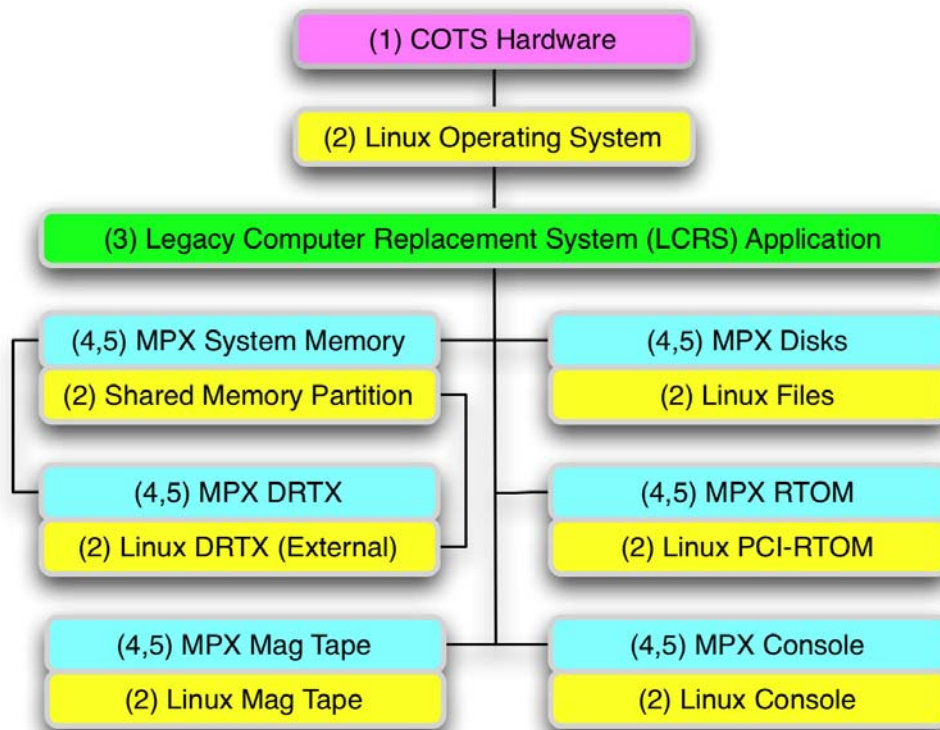 (1) COTS Hardware
(2) Linux Operating System
(3) Legacy Computer Replacement System (LCRS) Application
(4,5) MPX System Memory
(2) Shared Memory Partition
(4,5) MPX Disks
(2) Linux Files
(4,5) MPX DRTX
(2) Linux DRTX (External)
(4,5) MPX RTOM
(2) Linux PCI-RTOM
(4,5) MPX Mag Tape
(2) Linux Mag Tape
(4,5) MPX Console
(2) Linux Console